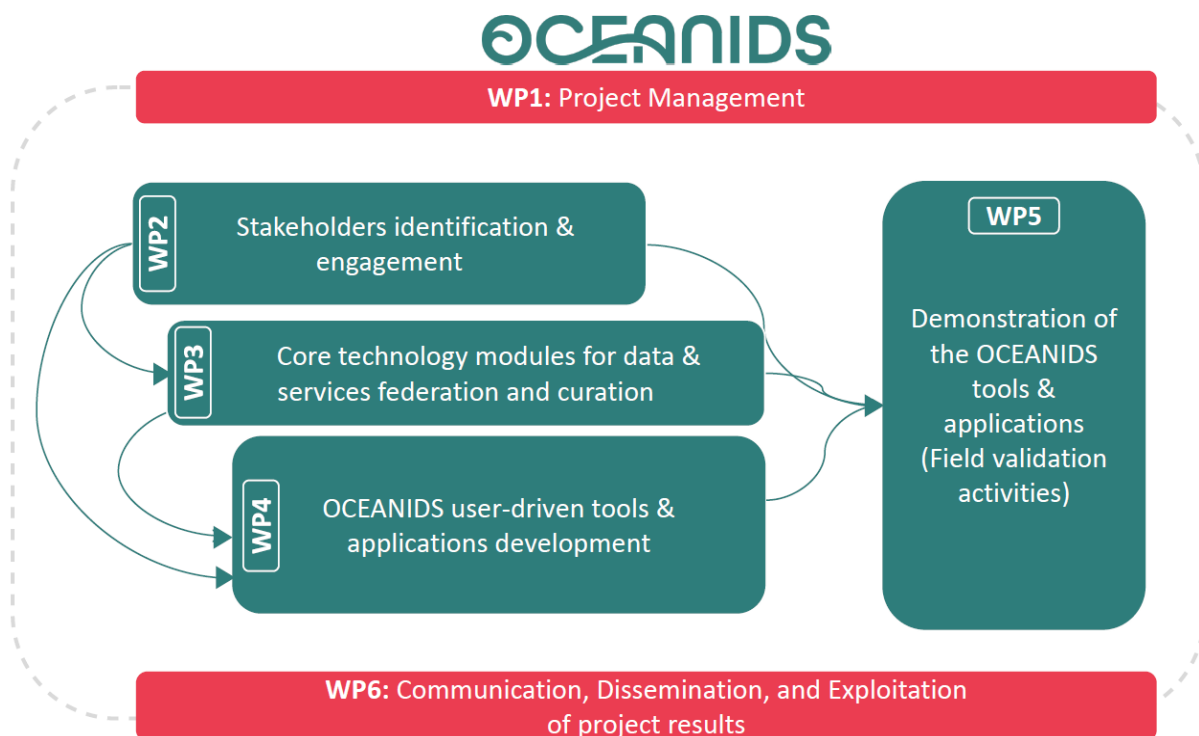 OCEANIDS
WP1: Project Management
WP2
Stakeholders identification &
engagement
WP3
Core technology modules for data &
services federation and curation
WP4
OCEANIDS user-driven tools &
applications development
WP5
Demonstration of
the OCEANIDS
tools &
applications
(Field validation
activities)
WP6: Communication, Dissemination, and Exploitation
of project results